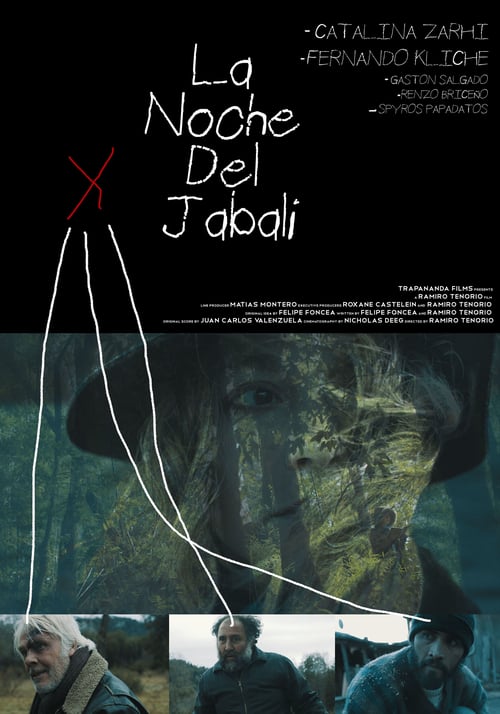 - CATALINA ZARHI
-FERNANDO KLICHE
- GASTON SALGADO
-RENZO BRICEÑO
-SPYROS PAPADATOS
La
Noche
Del
Jabali
X
TRAPANANDA FILMS PRESENTS
A RAMIRO TENORIO FILM
LINE PRODUCER MATIAS MONTERO EXECUTIVE PRODUCERS ROXANE CASTELEIN AND RAMIRO TENORIO
ORIGINAL IDEA BY FELIPE FONCEA WRITTEN BY FELIPE FONCEA AND RAMIRO TENORIO
ORIGINAL SCORE BY JUAN CARLOS VALENZUELA CINEMATOGRAPHY BY NICHOLAS DEEG DIRECTED BY RAMIRO TENORIO